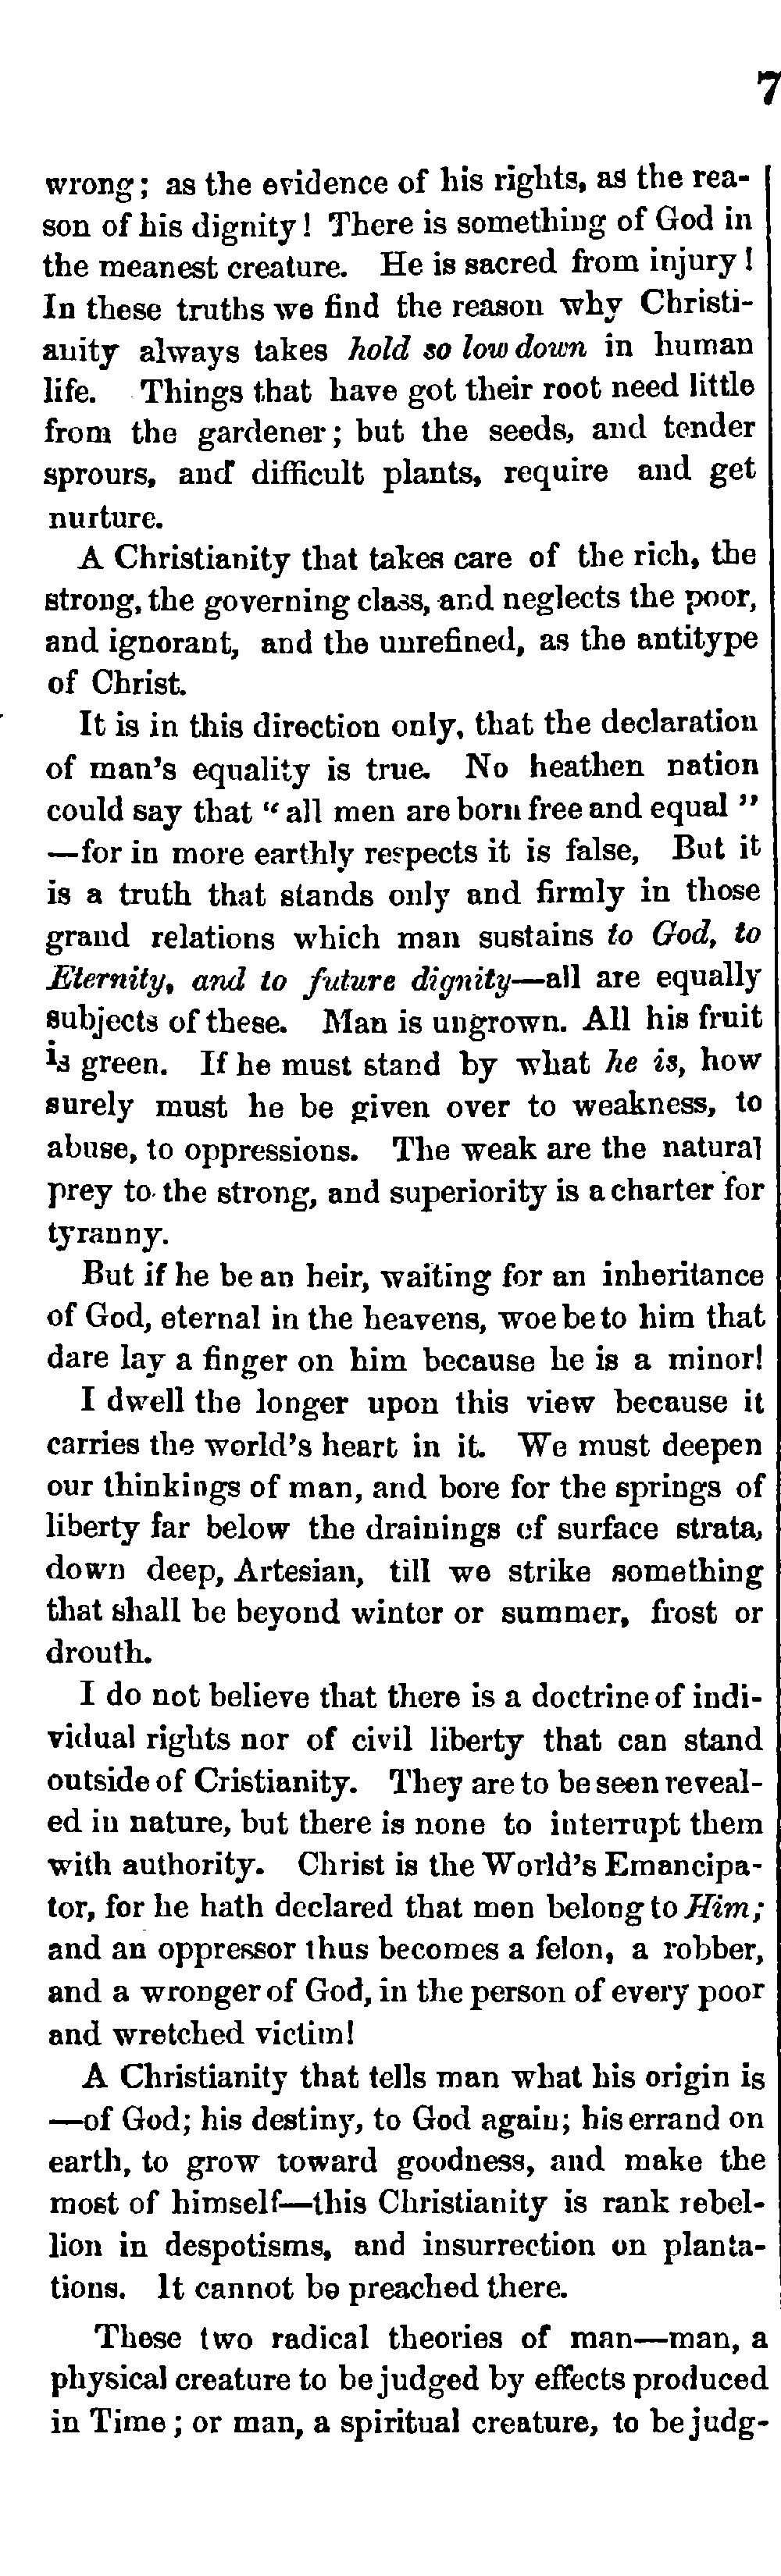 7
wrong; as the evidence of his rights, as the rea-
son of his dignity! There is something of God in
the meanest creature. He is sacred from injury!
In these truths we find the reason why Christi-
anity always takes hold so low down in human
life. Things that have got their root need little
from the gardener; but the seeds, and tender
sprours, and difficult plants, require and get
nurture.
A Christianity that takes care of the rich, the
strong, the governing class, and neglects the poor,
and ignorant, and the unrefined, as the antitype
of Christ.
It is in this direction only, that the declaration
of man's equality is true. No heathen nation
could say that "all men are born free and equal"
—for in more earthly respects it is false, But it
is a truth that stands only and firmly in those
grand relations which man sustains to God, to
Eternity, and to future dignity—all are equally
subjects of these. Man is ungrown. All his fruit
is green. If he must stand by what he is, how
surely must he be given over to weakness, to
abuse, to oppressions. The weak are the natural
prey to the strong, and superiority is a charter for
tyranny.
But if he be an heir, waiting for an inheritance
of God, eternal in the heavens, woe be to him that
dare lay a finger on him because he is a minor!
I dwell the longer upon this view because it
carries the world's heart in it. We must deepen
our thinkings of man, and bore for the springs of
liberty far below the drainings of surface strata,
down deep, Artesian, till we strike something
that shall be beyond winter or summer, frost or
drouth.
I do not believe that there is a doctrine of indi-
vidual rights nor of civil liberty that can stand
outside of Cristianity. They are to be seen reveal-
ed in nature, but there is none to interrupt them
with authority. Christ is the World's Emancipa-
tor, for he hath declared that men belong to Him;
and an oppressor thus becomes a felon, a robber,
and a wronger of God, in the person of every poor
and wretched victim!
A Christianity that tells man what his origin is
—of God; his destiny, to God again; his errand on
earth, to grow toward goodness, and make the
most of himself—this Christianity is rank rebel-
lion in despotisms, and insurrection on planta-
tions. It cannot be preached there.
These two radical theories of man—man, a
physical creature to be judged by effects produced
in Time; or man, a spiritual creature, to be judg-